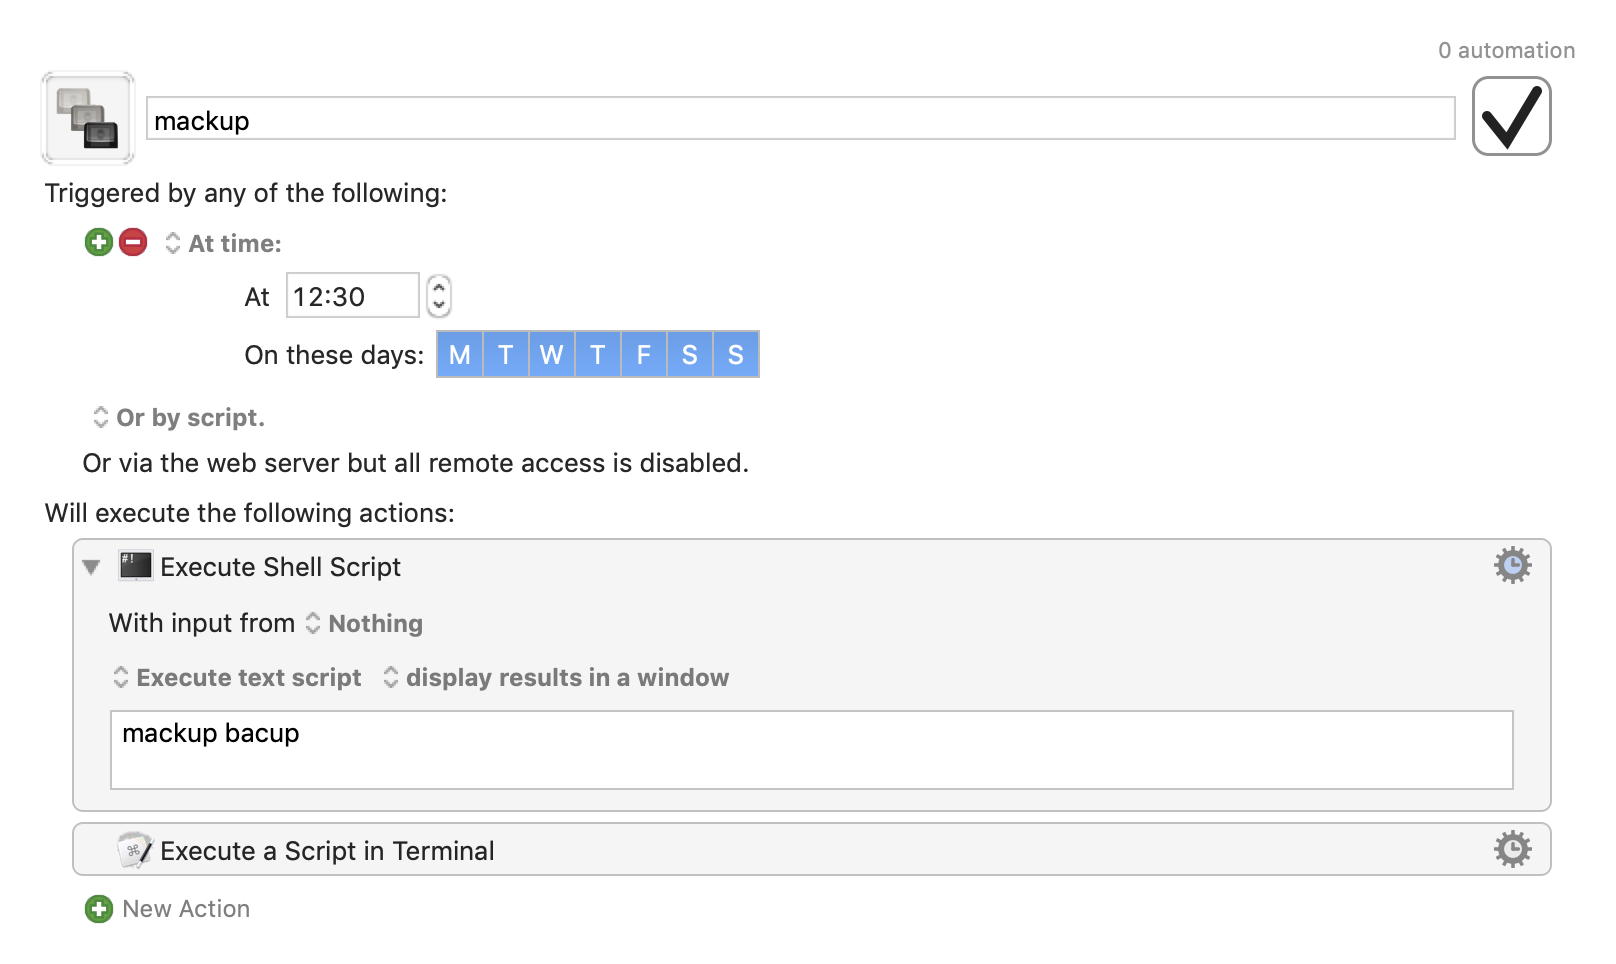 0 automation
mackup
Triggered by any of the following:
At time:
At 12:30
On these days: M T W T F S S
Or by script.
Or via the web server but all remote access is disabled.
Will execute the following actions:
#! Execute Shell Script
With input from Nothing
Execute text script display results in a window
mackup bacup
⌘ Execute a Script in Terminal
New Action